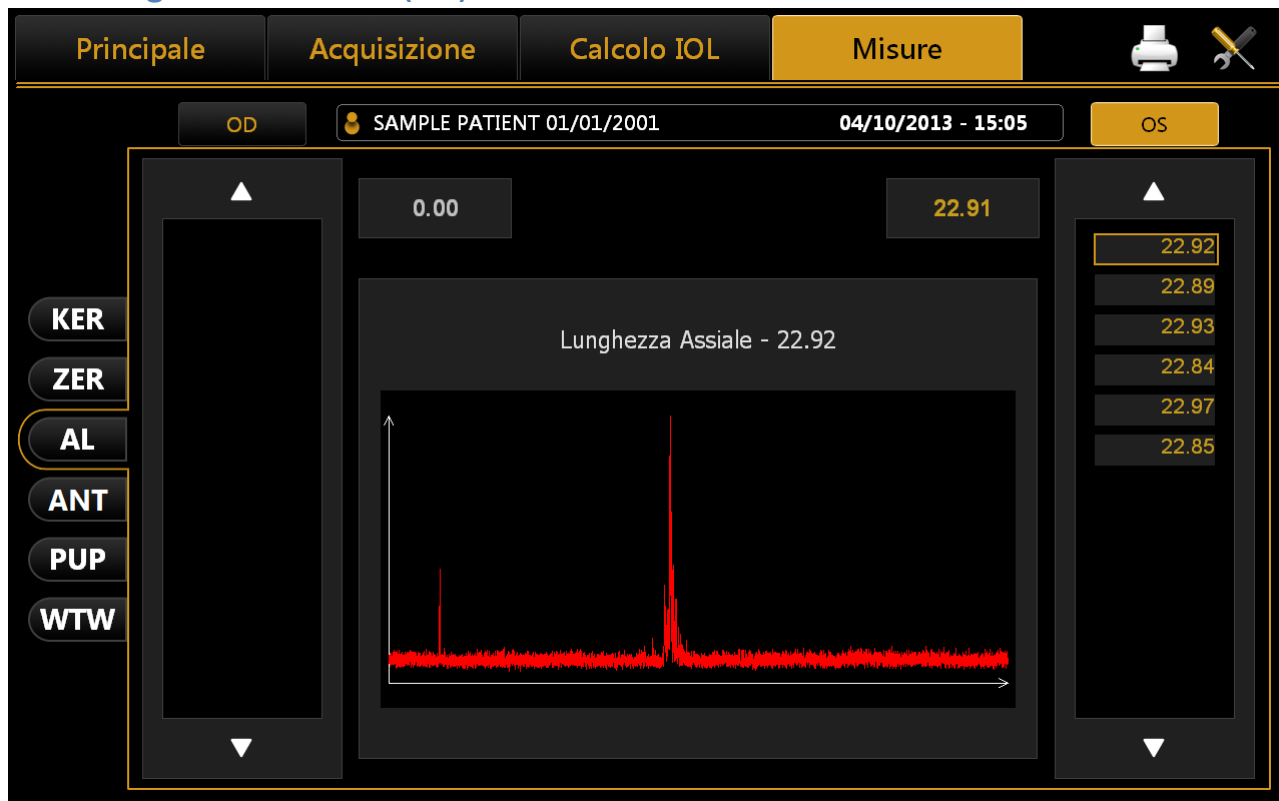 Principale Acquisizione Calcolo IOL Misure
OD SAMPLE PATIENT 01/01/2001 04/10/2013 - 15:05 OS
0.00 22.91
22.92
22.89
22.93
22.84
22.97
22.85
KER
ZER
AL
ANT
PUP
WTW
Lunghezza Assiale - 22.92